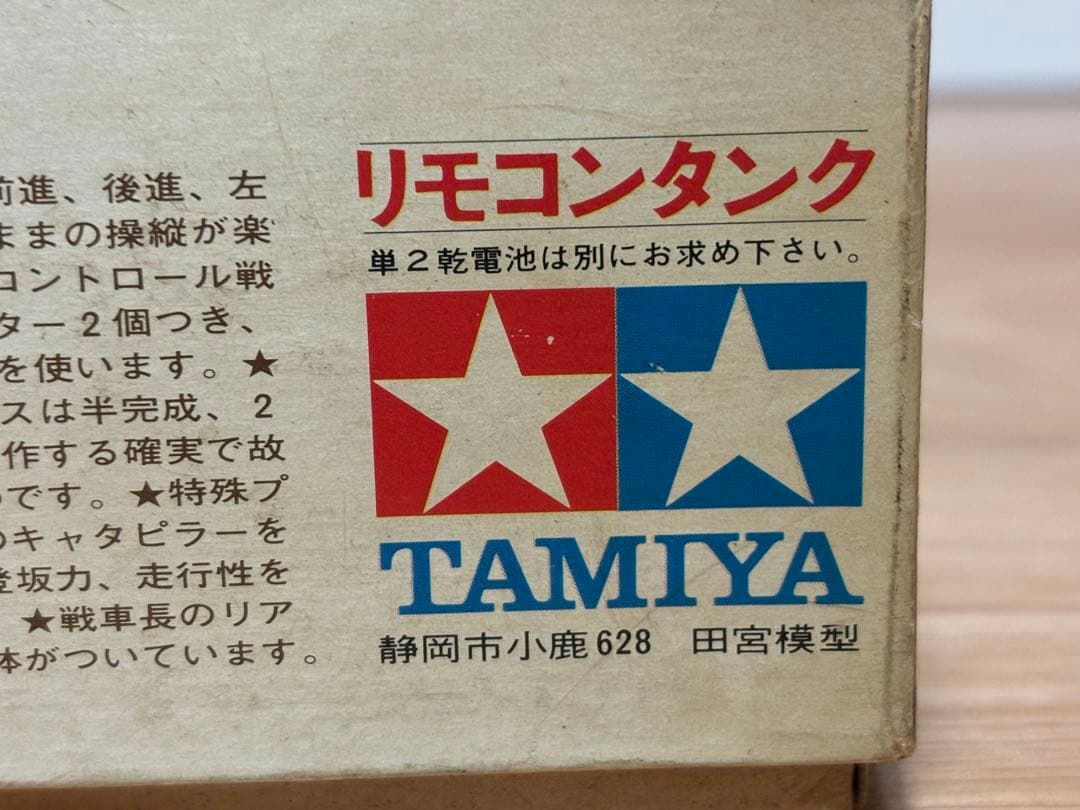 前進、後進、左
ままの操縦が楽
コントロール戦
ター2個つき、
を使います。★
スは半完成、2
作する確実で故
のです。★特殊プ
のキャタピラーを
登坂力、走行性を
★戦車長のリア
体がついています。
リモコンタンク
単2乾電池は別にお求め下さい。
TAMIYA
静岡市小鹿628 田宮模型